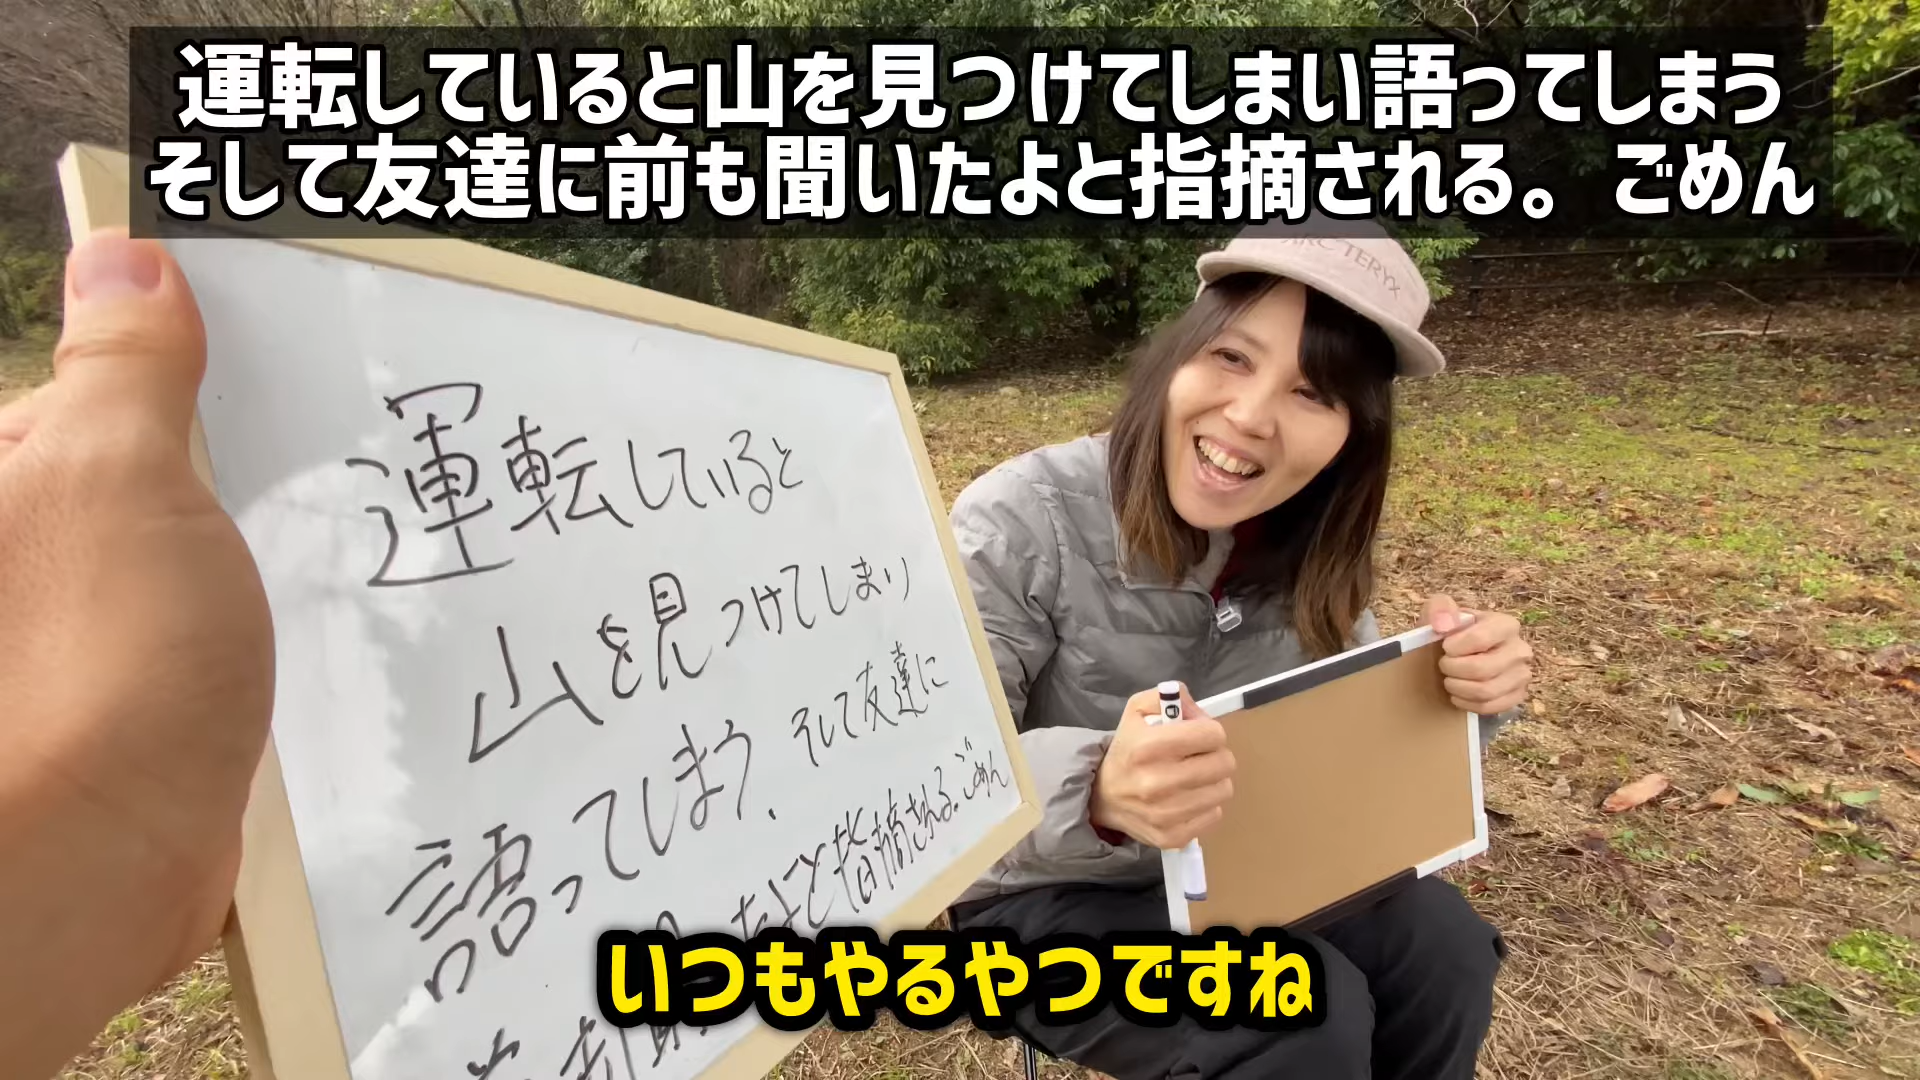 運転していると山を見つけてしまい語ってしまう
そして友達に前も聞いたよと指摘される。ごめん
ARC'TERYX
運転していると
山を見つけてしまい
語ってしまう.そして友達に
たよと指摘される.ごめん
いつもやるやつですね